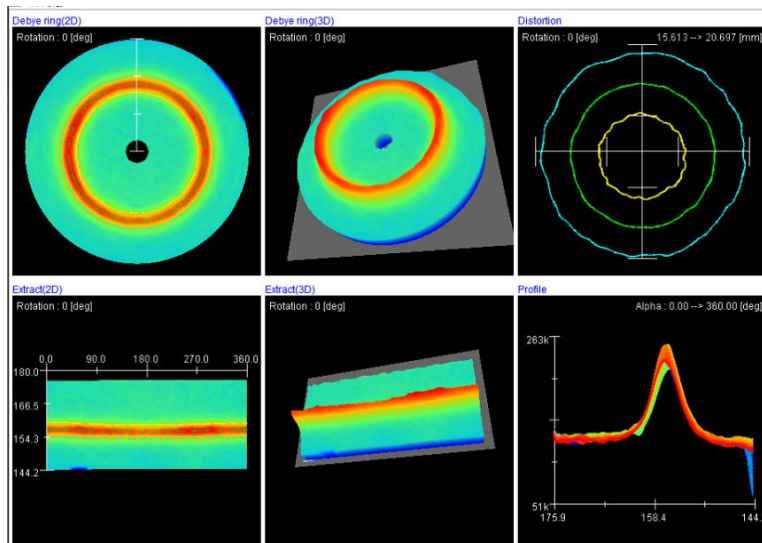 Debye ring(2D)
Rotation : 0 [deg]
Debye ring(3D)
Rotation : 0 [deg]
Distortion
Rotation : 0 [deg] 15.613 --> 20.697 [mm]
Extract(2D)
Rotation : 0 [deg]
0.0 90.0 180.0 270.0 360.0
180.0
166.5
154.3
144.2
Extract(3D)
Rotation : 0 [deg]
Profile
Alpha : 0.00 --> 360.00 [deg]
263k
51k
175.9 158.4 144.